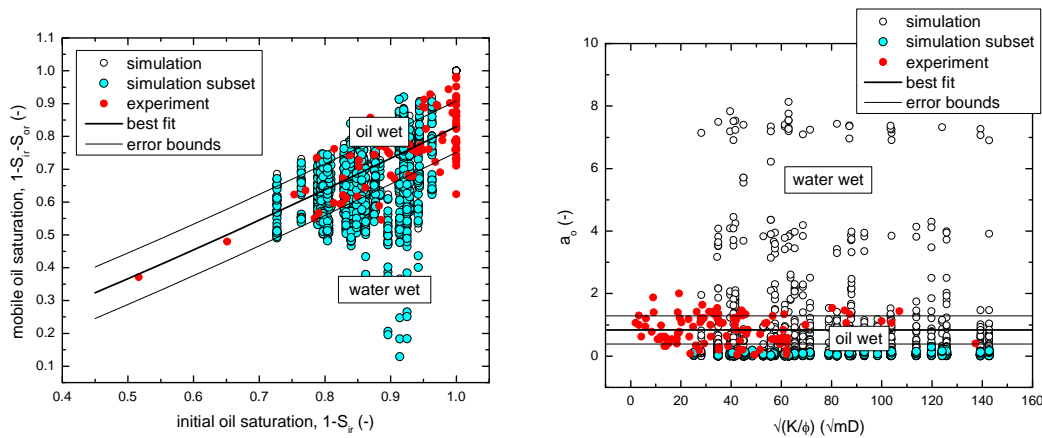 1.1
1.0
0.9
0.8
0.7
0.6
0.5
0.4
0.3
0.2
0.1
mobile oil saturation, 1-S_ir-S_or (-)
simulation
simulation subset
experiment
best fit
error bounds
oil wet
water wet
0.4 0.5 0.6 0.7 0.8 0.9 1.0
initial oil saturation, 1-S_ir (-)
simulation
simulation subset
experiment
best fit
error bounds
10
8
6
4
2
0
a_o (-)
water wet
oil wet
0 20 40 60 80 100 120 140 160
√(K/ϕ) (√mD)